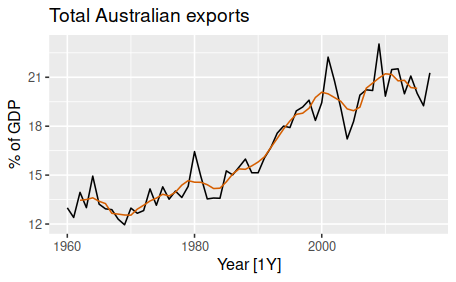 Total Australian exports
% of GDP
21
18
15
12
1960
1980
2000
Year [1Y]